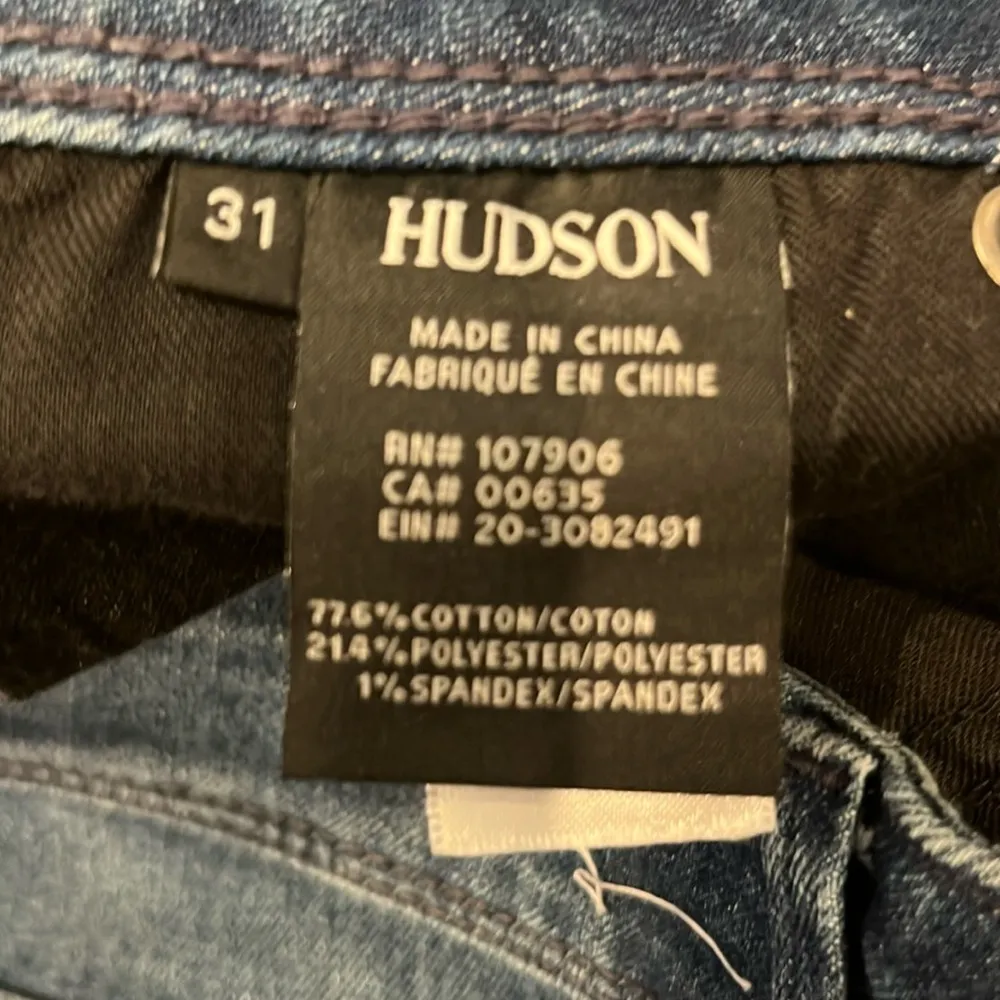 31
HUDSON
MADE IN CHINA
FABRIQUÉ EN CHINE
RN# 107906
CA# 00635
EIN# 20-3082491
77.6% COTTON/COTON
21.4% POLYESTER/POLYESTER
1% SPANDEX/SPANDEX